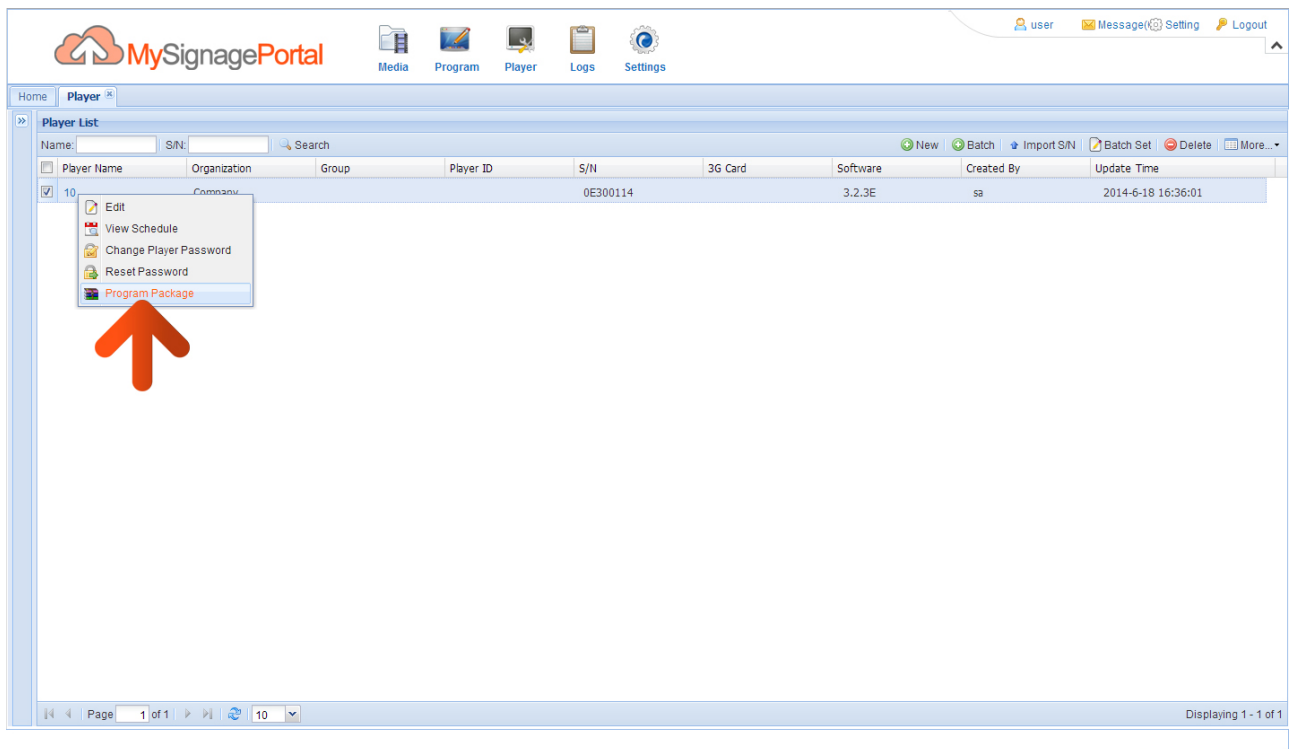 user Message( Setting Logout
MySignagePortal
Media Program Player Logs Settings
Home Player
Player List
Name: S/N: Search New Batch Import S/N Batch Set Delete More...
Player Name Organization Group Player ID S/N 3G Card Software Created By Update Time
10 Company 0E300114 3.2.3E sa 2014-6-18 16:36:01
Edit
View Schedule
Change Player Password
Reset Password
Program Package
Page 1 of 1 10 Displaying 1 - 1 of 1